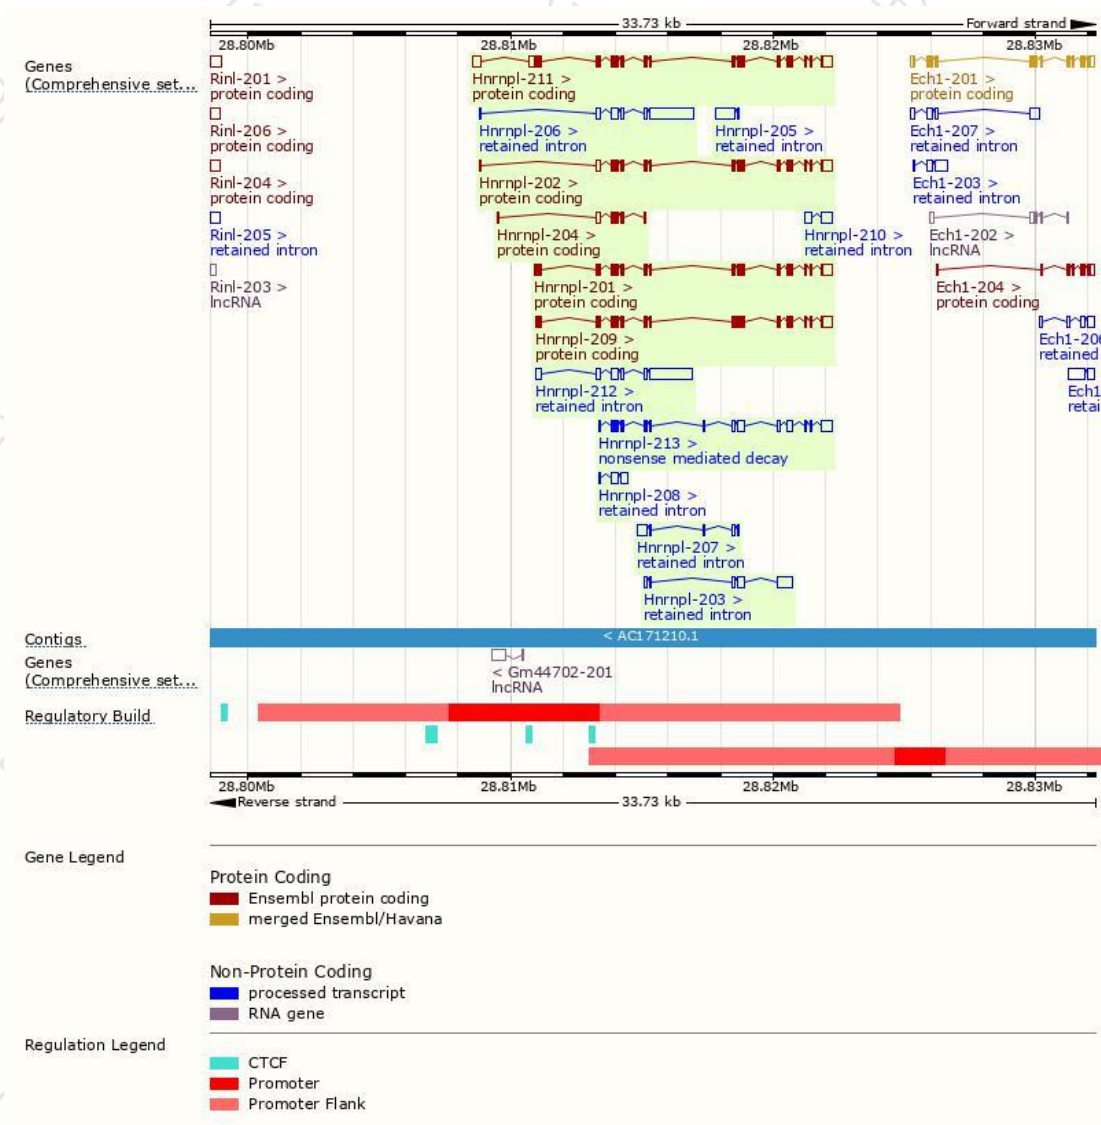 33.73 kb Forward strand
28.80Mb 28.81Mb 28.82Mb 28.83Mb
Genes
(Comprehensive set...
Rinl-201 >
protein coding
Hnrnpl-211 >
protein coding
Ech1-201 >
protein coding
Rinl-206 >
protein coding
Hnrnpl-206 >
retained intron
Hnrnpl-205 >
retained intron
Ech1-207 >
retained intron
Rinl-204 >
protein coding
Hnrnpl-202 >
protein coding
Ech1-203 >
retained intron
Rinl-205 >
retained intron
Hnrnpl-204 >
protein coding
Hnrnpl-210 >
retained intron
Ech1-202 >
lncRNA
Rinl-203 >
lncRNA
Hnrnpl-201 >
protein coding
Ech1-204 >
protein coding
Hnrnpl-209 >
protein coding
Ech1-206
retained
Hnrnpl-212 >
retained intron
Ech1
retai
Hnrnpl-213 >
nonsense mediated decay
Hnrnpl-208 >
retained intron
Hnrnpl-207 >
retained intron
Hnrnpl-203 >
retained intron
Contigs
< AC171210.1
Genes
(Comprehensive set...
< Gm44702-201
lncRNA
Regulatory Build
28.80Mb 28.81Mb 28.82Mb 28.83Mb
Reverse strand 33.73 kb
Gene Legend
Protein Coding
Ensembl protein coding
merged Ensembl/Havana
Non-Protein Coding
processed transcript
RNA gene
Regulation Legend
CTCF
Promoter
Promoter Flank